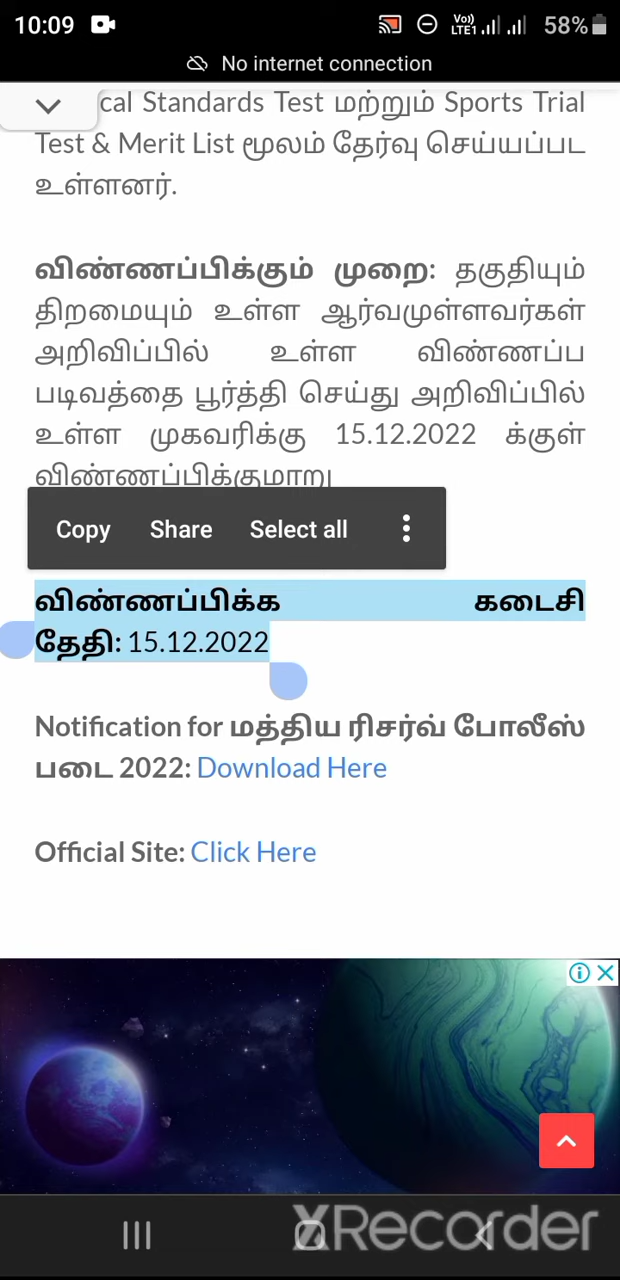 10:09
Vo)) LTE1
58%
No internet connection
cal Standards Test மற்றும் Sports Trial
Test & Merit List மூலம் தேர்வு செய்யப்பட
உள்ளனர்.
விண்ணப்பிக்கும் முறை: தகுதியும்
திறமையும் உள்ள ஆர்வமுள்ளவர்கள்
அறிவிப்பில் உள்ள விண்ணப்ப
படிவத்தை பூர்த்தி செய்து அறிவிப்பில்
உள்ள முகவரிக்கு 15.12.2022 க்குள்
விண்ணப்பிக்குமாறு
Copy Share Select all
விண்ணப்பிக்க கடைசி
தேதி: 15.12.2022
Notification for மத்திய ரிசர்வ் போலீஸ்
படை 2022: Download Here
Official Site: Click Here
XRecorder